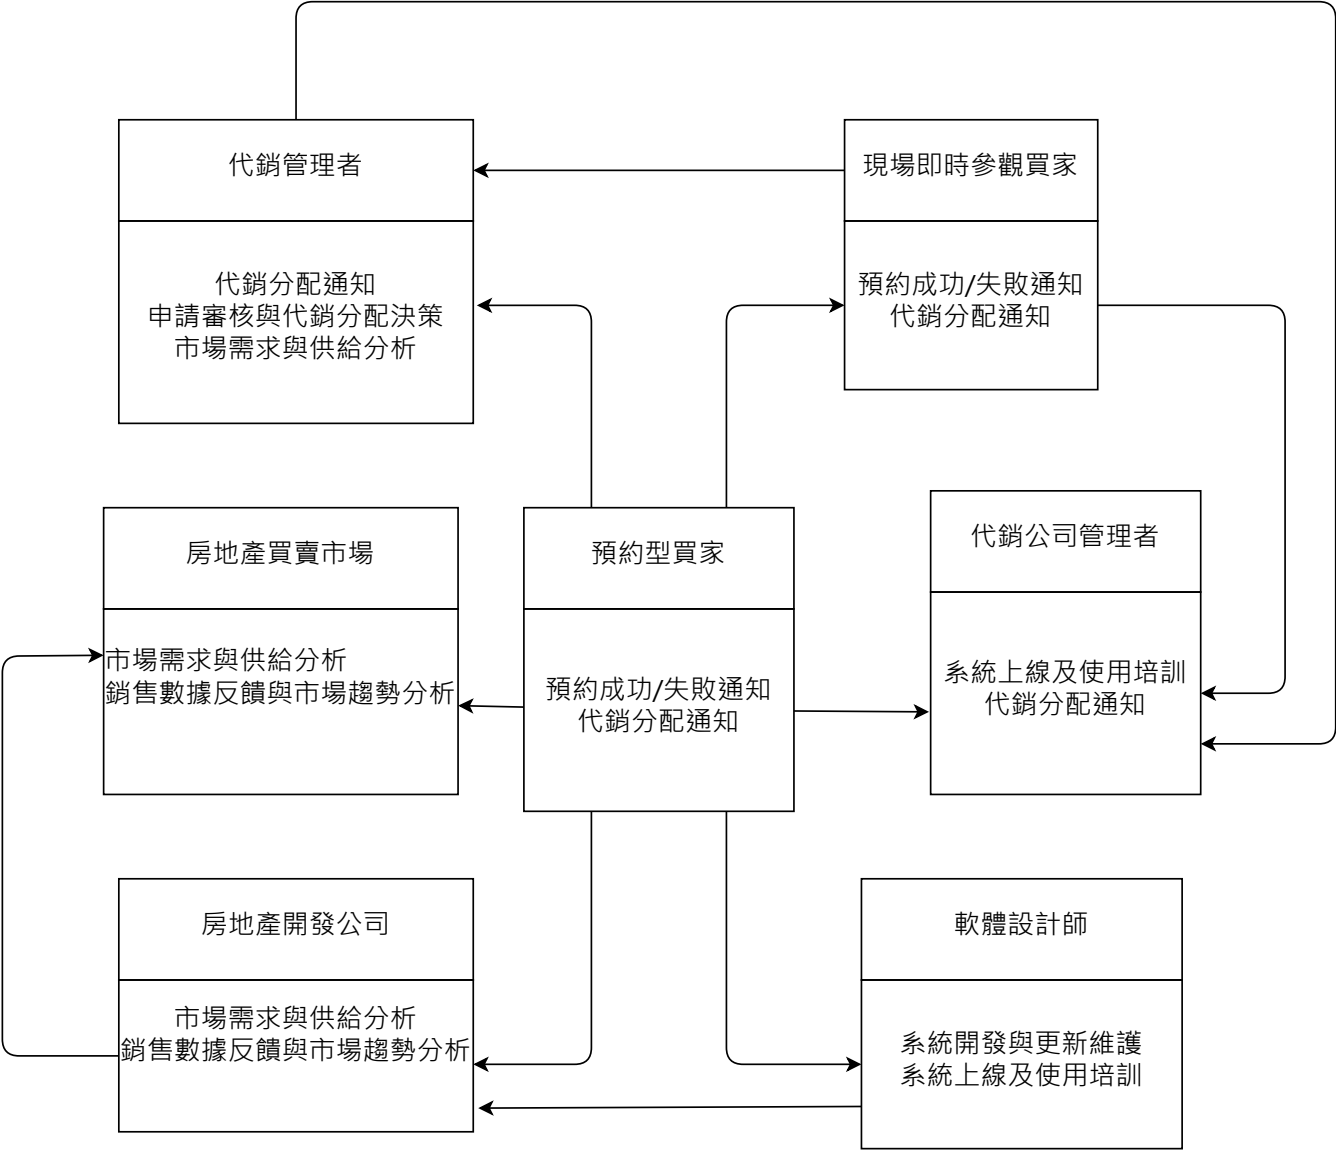 代銷管理者
代銷分配通知
申請審核與代銷分配決策
市場需求與供給分析
現場即時參觀買家
預約成功/失敗通知
代銷分配通知
房地產買賣市場
市場需求與供給分析
銷售數據反饋與市場趨勢分析
預約型買家
預約成功/失敗通知
代銷分配通知
代銷公司管理者
系統上線及使用培訓
代銷分配通知
房地產開發公司
市場需求與供給分析
銷售數據反饋與市場趨勢分析
軟體設計師
系統開發與更新維護
系統上線及使用培訓